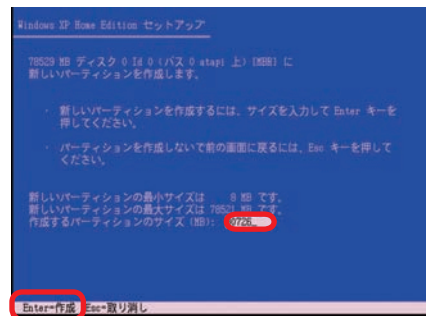 Windows XP Home Edition セットアップ
78529 MB ディスク 0 Id 0 (バス 0 atapi 上) [MBR] に
新しいパーティションを作成します。
・ 新しいパーティションを作成するには、サイズを入力して Enter キーを
押してください。
・ パーティションを作成しないで前の画面に戻るには、Esc キーを押して
ください。
新しいパーティションの最小サイズは 8 MB です。
新しいパーティションの最大サイズは 78521 MB です。
作成するパーティションのサイズ (MB): 0726_
Enter=作成 Esc=取り消し